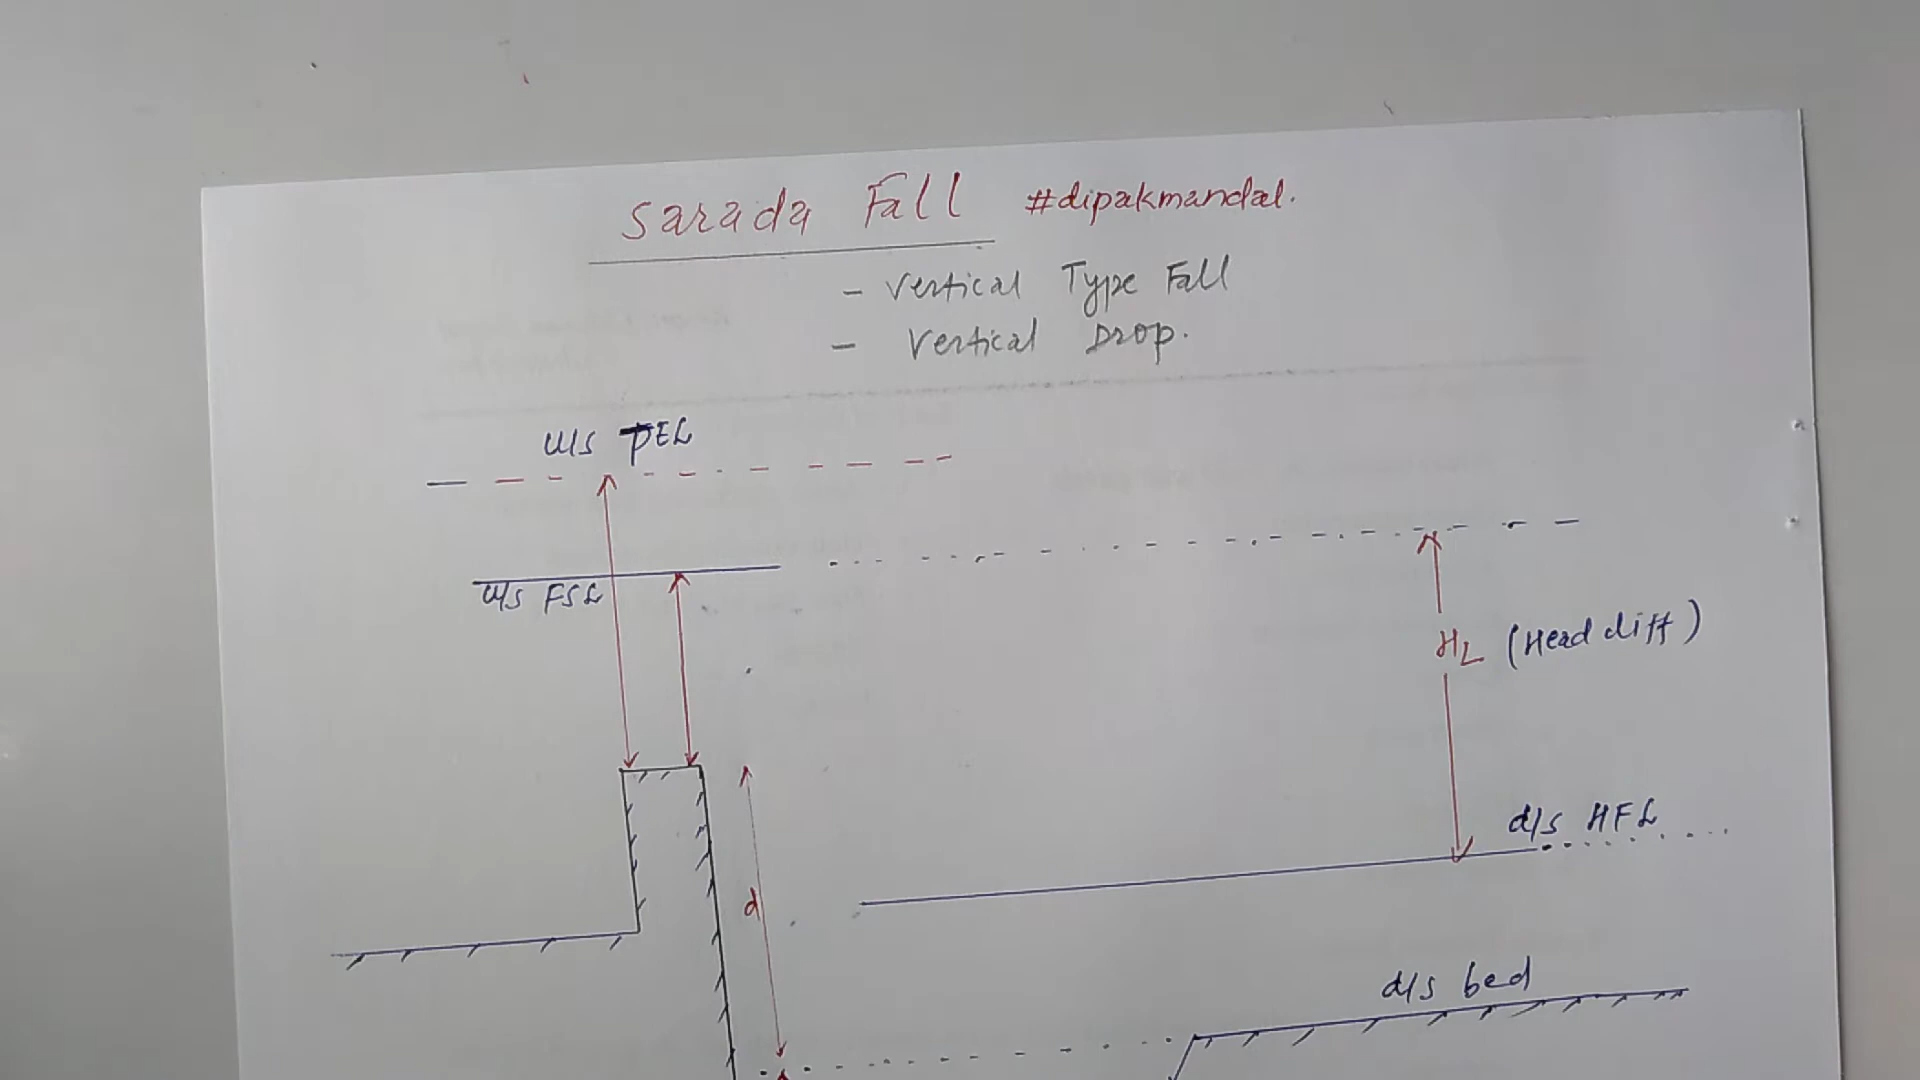 Sarada Fall #dipakmandal.
- Vertical Type Fall
- Vertical Drop.
U/S TEL
U/S FSL
HL (Head diff)
d/s HFL
d
d/s bed